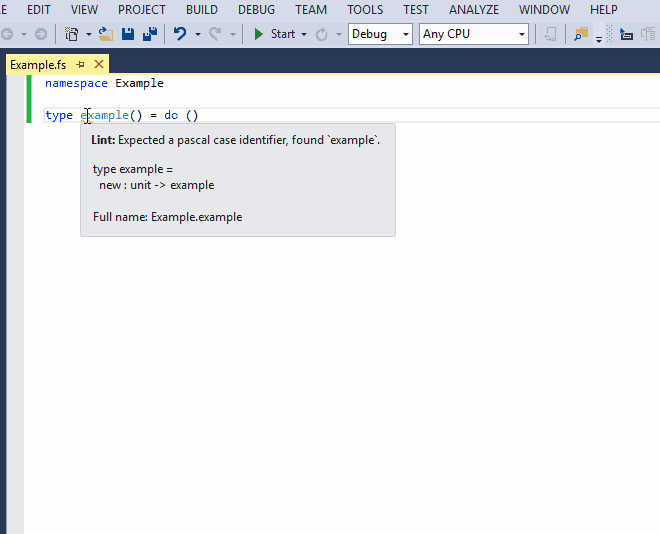 EDIT VIEW PROJECT BUILD DEBUG TEAM TOOLS TEST ANALYZE WINDOW HELP
Start Debug Any CPU
Example.fs
namespace Example
type example() = do ()
Lint: Expected a pascal case identifier, found `example`.
type example =
new : unit -> example
Full name: Example.example